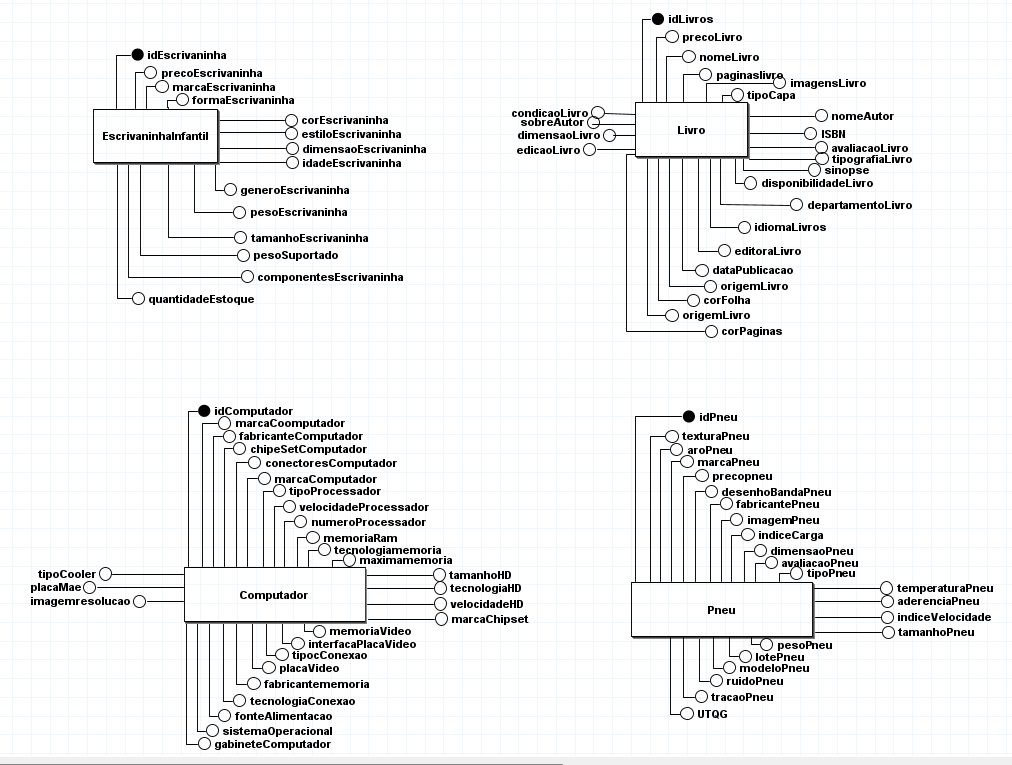 idEscrivaninha
precoEscrivaninha
marcaEscrivaninha
formaEscrivaninha
EscrivaninhaInfantil
corEscrivaninha
estiloEscrivaninha
dimensaoEscrivaninha
idadeEscrivaninha
generoEscrivaninha
pesoEscrivaninha
tamanhoEscrivaninha
pesoSuportado
componentesEscrivaninha
quantidadeEstoque
idLivros
precoLivro
nomeLivro
paginaslivro
imagensLivro
tipoCapa
condicaoLivro
sobreAutor
dimensaoLivro
edicaoLivro
Livro
nomeAutor
ISBN
avaliacaoLivro
tipografiaLivro
sinopse
disponibilidadeLivro
departamentoLivro
idiomaLivros
editoraLivro
dataPublicacao
origemLivro
corFolha
origemLivro
corPaginas
idComputador
marcaCoomputador
fabricanteComputador
chipeSetComputador
conectoresComputador
marcaComputador
tipoProcessador
velocidadeProcessador
numeroProcessador
memoriaRam
tecnologiamemoria
maximamemoria
tipoCooler
placaMae
imagemresolucao
Computador
tamanhoHD
tecnologiaHD
velocidadeHD
marcaChipset
memoriaVideo
interfacaPlacaVideo
tipocConexao
placaVideo
fabricantememoria
tecnologiaConexao
fonteAlimentacao
sistemaOperacional
gabineteComputador
idPneu
texturaPneu
aroPneu
marcaPneu
precopneu
desenhoBandaPneu
fabricantePneu
imagemPneu
indiceCarga
dimensaoPneu
avaliacaoPneu
tipoPneu
Pneu
temperaturaPneu
aderenciaPneu
indiceVelocidade
tamanhoPneu
pesoPneu
lotePneu
modeloPneu
ruidoPneu
tracaoPneu
UTQG